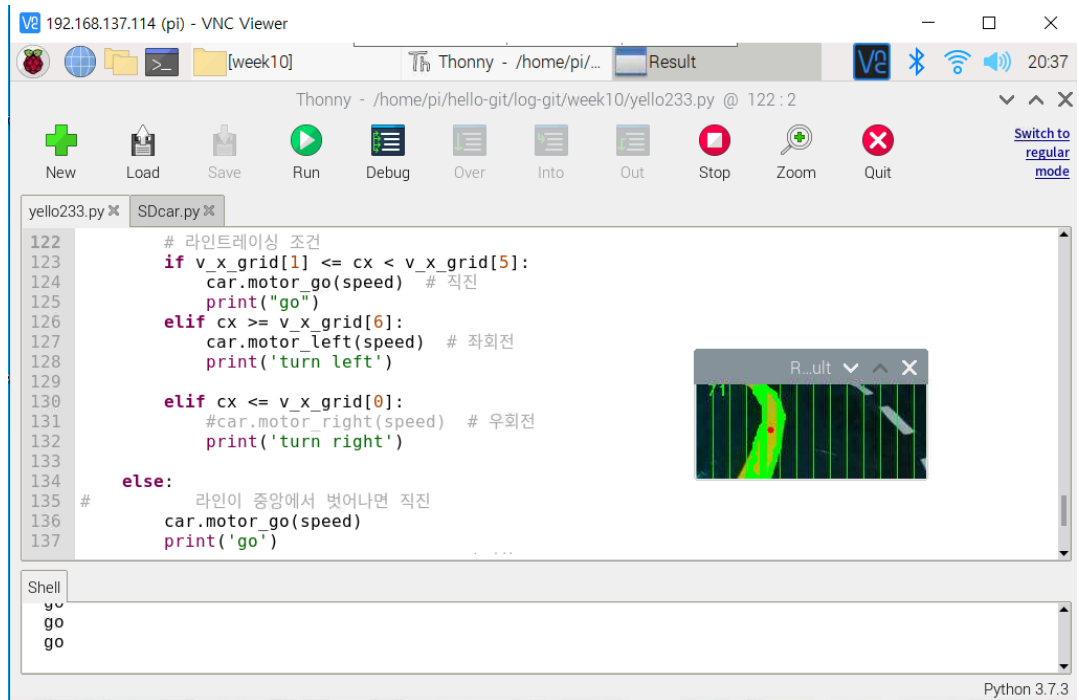 192.168.137.114 (pi) - VNC Viewer
[week10]
Thonny - /home/pi/...
Result
20:37
Thonny - /home/pi/hello-git/log-git/week10/yello233.py @ 122 : 2
New
Load
Save
Run
Debug
Over
Into
Out
Stop
Zoom
Quit
Switch to
regular
mode
yello233.py
SDcar.py
122 # 라인트레이싱 조건
123 if v_x_grid[1] <= cx < v_x_grid[5]:
124 car.motor_go(speed) # 직진
125 print("go")
126 elif cx >= v_x_grid[6]:
127 car.motor_left(speed) # 좌회전
128 print('turn left')
129
130 elif cx <= v_x_grid[0]:
131 #car.motor_right(speed) # 우회전
132 print('turn right')
133
134 else:
135 # 라인이 중앙에서 벗어나면 직진
136 car.motor_go(speed)
137 print('go')
R...ult
71
Shell
go
go
go
Python 3.7.3